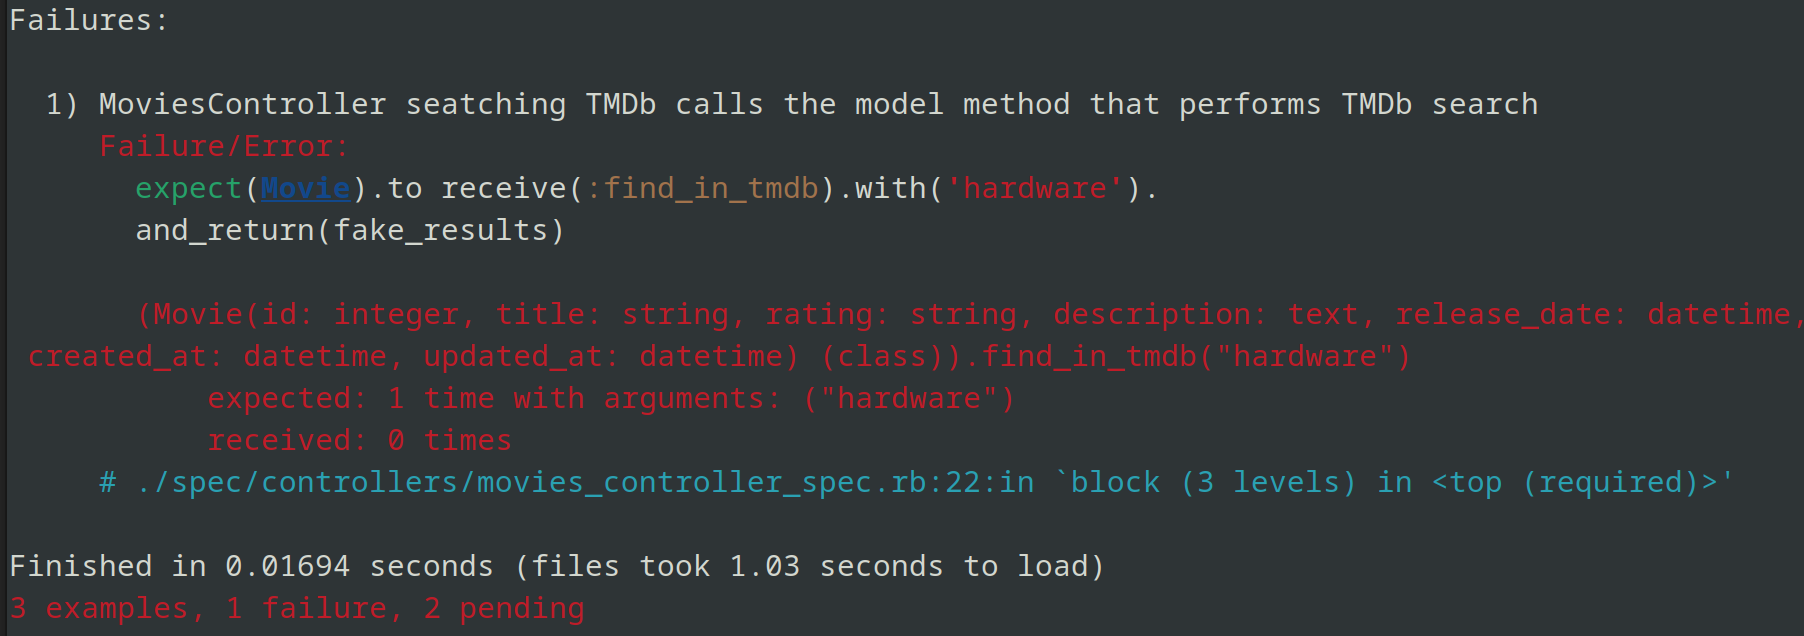 Failures:

  1) MoviesController seatching TMDb calls the model method that performs TMDb search
     Failure/Error:
       expect(Movie).to receive(:find_in_tmdb).with('hardware').
       and_return(fake_results)

       (Movie(id: integer, title: string, rating: string, description: text, release_date: datetime,
 created_at: datetime, updated_at: datetime) (class)).find_in_tmdb("hardware")
           expected: 1 time with arguments: ("hardware")
           received: 0 times
     # ./spec/controllers/movies_controller_spec.rb:22:in `block (3 levels) in <top (required)>'

Finished in 0.01694 seconds (files took 1.03 seconds to load)
3 examples, 1 failure, 2 pending